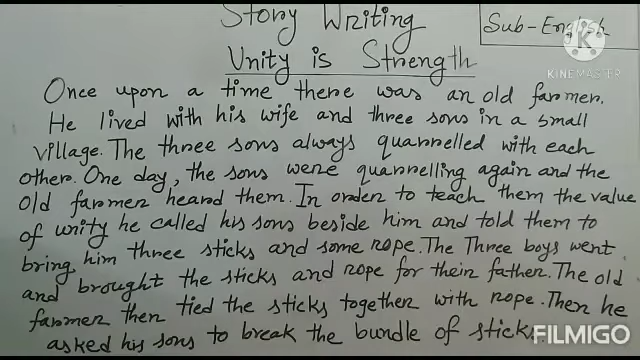 Story Writing
Sub-English
Unity is Strength
KINEMASTER
Once upon a time there was an old farmer.
He lived with his wife and three sons in a small
village. The three sons always quarrelled with each
other. One day, the sons were quarrelling again and the
old farmer heard them. In order to teach them the value
of unity he called his sons beside him and told them to
bring him three sticks and some rope. The Three boys went
and brought the sticks and rope for their father. The old
farmer then tied the sticks together with rope. Then he
asked his sons to break the bundle of sticks.
FILMIGO